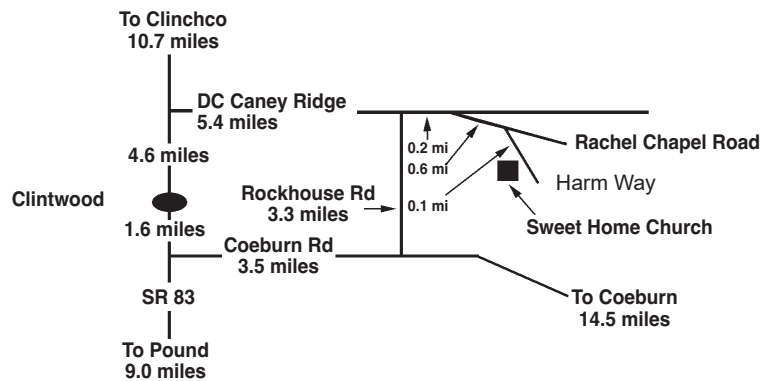 To Clinchco
10.7 miles
DC Caney Ridge
5.4 miles
4.6 miles
0.2 mi
0.6 mi
Rachel Chapel Road
Clintwood
Rockhouse Rd
3.3 miles
0.1 mi
Harm Way
Sweet Home Church
1.6 miles
Coeburn Rd
3.5 miles
SR 83
To Coeburn
14.5 miles
To Pound
9.0 miles